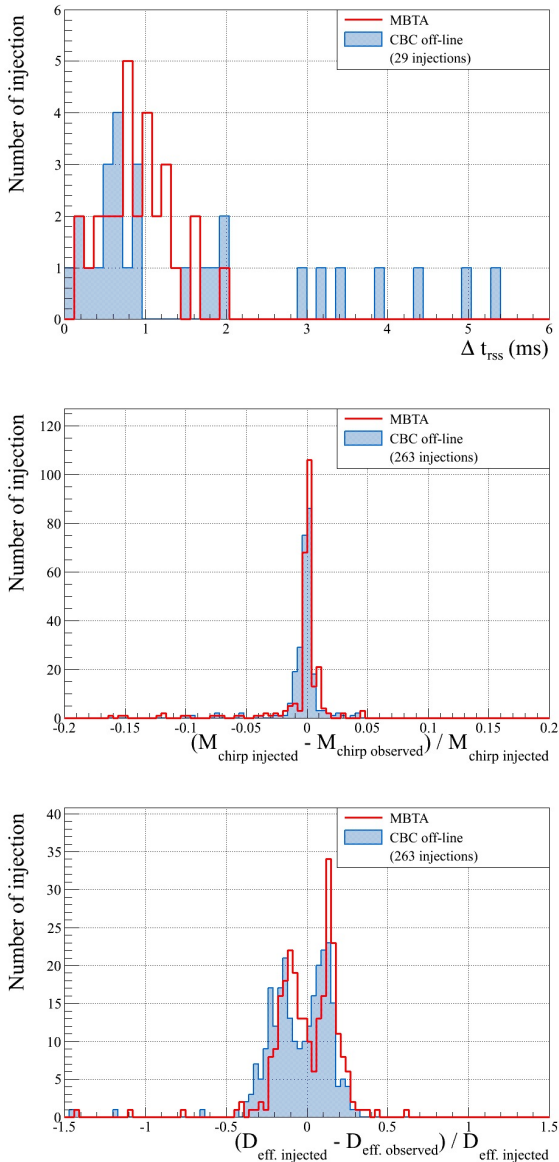 Number of injection
6
5
4
3
2
1
0
MBTA
CBC off-line
(29 injections)
0 1 2 3 4 5 6
Δ t_rss (ms)
Number of injection
120
100
80
60
40
20
0
MBTA
CBC off-line
(263 injections)
-0.2 -0.15 -0.1 -0.05 0 0.05 0.1 0.15 0.2
(M_chirp injected - M_chirp observed) / M_chirp injected
Number of injection
40
35
30
25
20
15
10
5
0
MBTA
CBC off-line
(263 injections)
-1.5 -1 -0.5 0 0.5 1 1.5
(D_eff. injected - D_eff. observed) / D_eff. injected